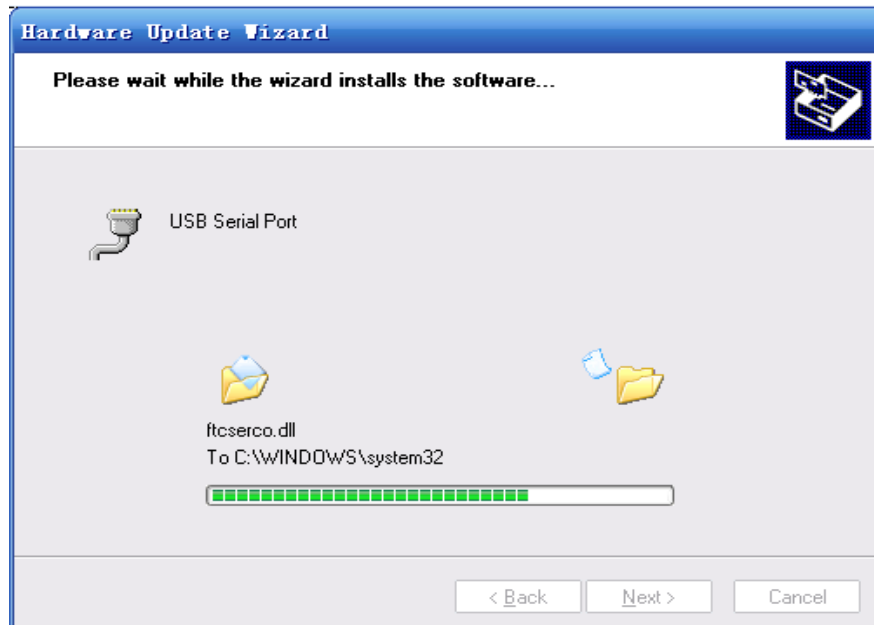 Hardware Update Wizard
Please wait while the wizard installs the software...
USB Serial Port
ftcserco.dll
To C:\WINDOWS\system32
< Back
Next >
Cancel